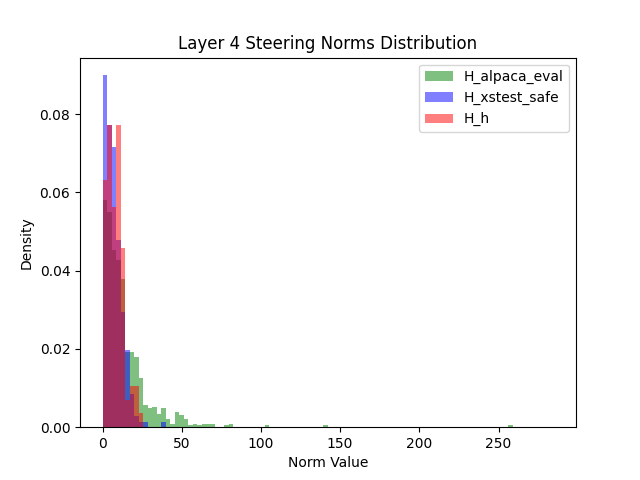 Layer 4 Steering Norms Distribution
H_alpaca_eval
H_xstest_safe
H_h
Density
0.08
0.06
0.04
0.02
0.00
0 50 100 150 200 250
Norm Value